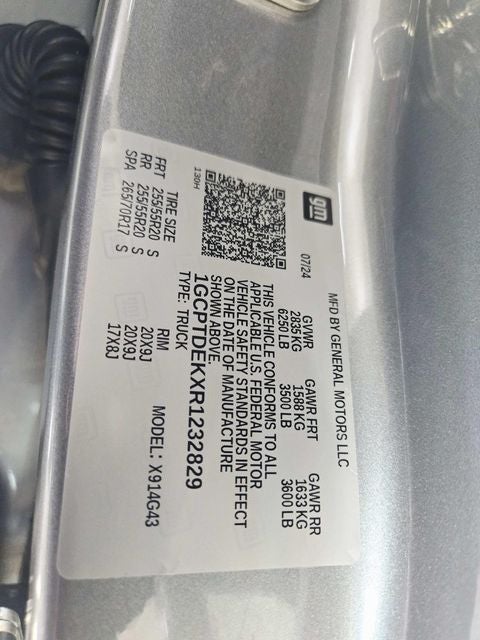 gm
MFD BY GENERAL MOTORS LLC
07/24 GVWR GAWR FRT GAWR RR
2835 KG 1588 KG 1633 KG
6250 LB 3500 LB 3600 LB
THIS VEHICLE CONFORMS TO ALL
APPLICABLE U.S. FEDERAL MOTOR
VEHICLE SAFETY STANDARDS IN EFFECT
ON THE DATE OF MANUFACTURE
SHOWN ABOVE.
1GCPTDEKXR1232829
TYPE: TRUCK
130H
MODEL: X914G43
TIRE SIZE RIM
FRT 255/55R20 S 20X9J
RR 255/55R20 S 20X9J
SPA 265/70R17 S 17X8J